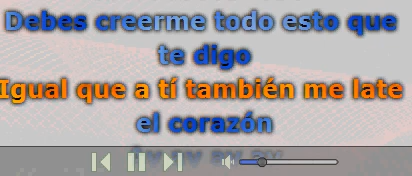 Debes creerme todo esto que
te digo
Igual que a tí también me late
el corazón